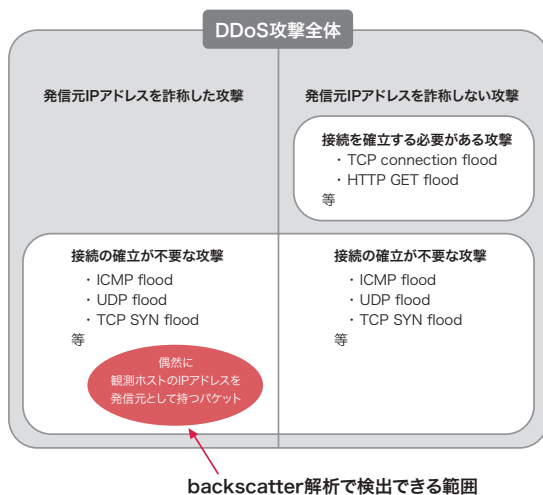 DDoS攻撃全体
発信元IPアドレスを詐称した攻撃
発信元IPアドレスを詐称しない攻撃
接続を確立する必要がある攻撃
・TCP connection flood
・HTTP GET flood
等
接続の確立が不要な攻撃
・ICMP flood
・UDP flood
・TCP SYN flood
等
偶然に
観測ホストのIPアドレスを
発信元として持つパケット
接続の確立が不要な攻撃
・ICMP flood
・UDP flood
・TCP SYN flood
等
backscatter解析で検出できる範囲